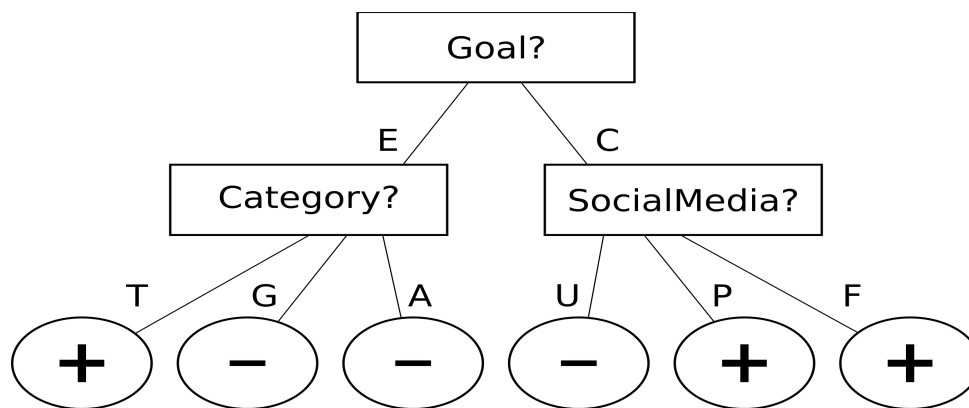 Goal?
E C
Category? SocialMedia?
T G A U P F
+ − − − + +